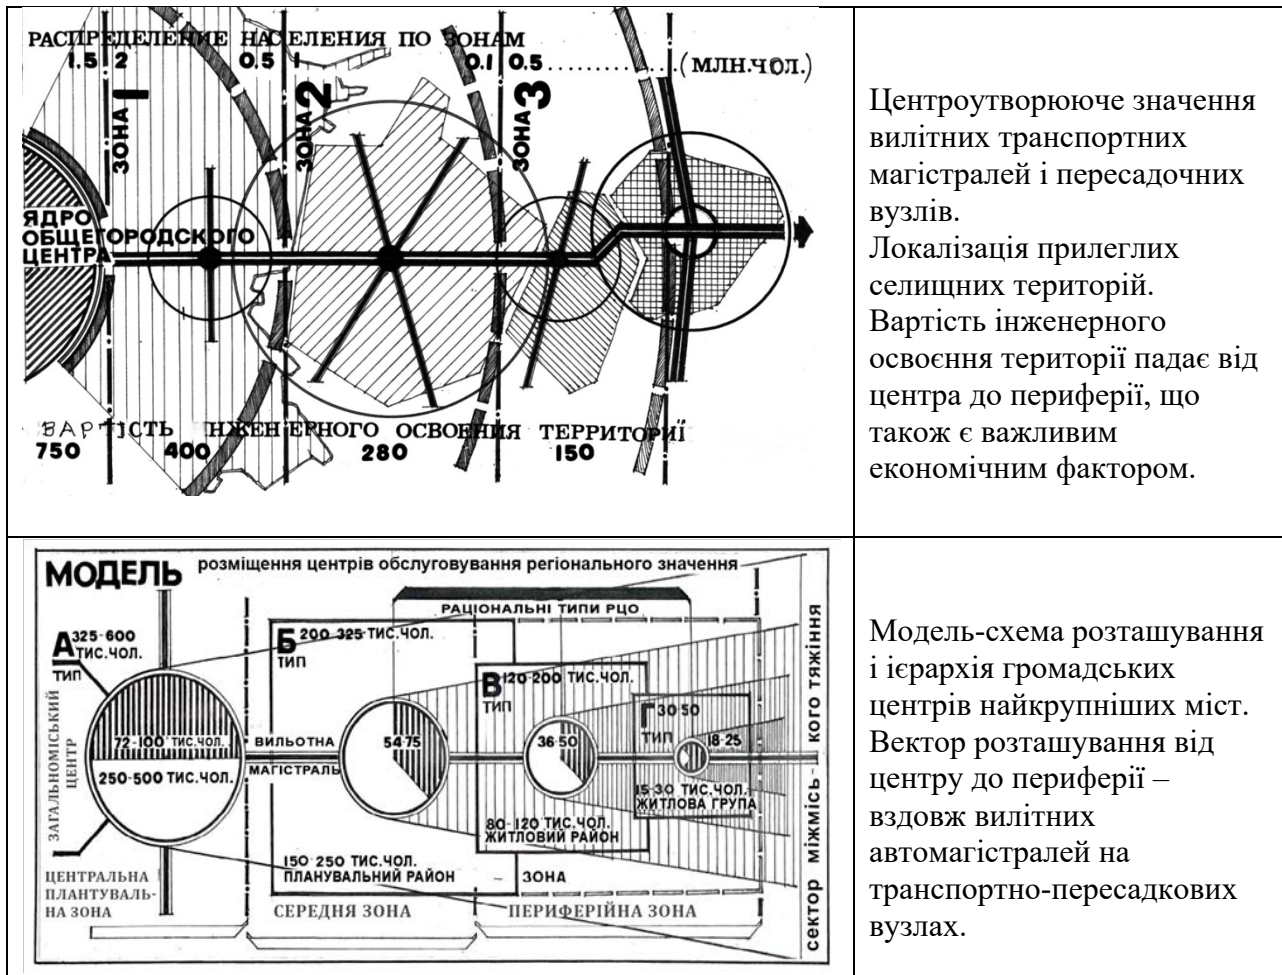 РАСПРЕДЕЛЕНИЕ НАСЕЛЕНИЯ ПО ЗОНАМ
1.5 2 0.5 1 0.1 0.5............(МЛН.ЧОЛ.)
ЗОНА 1
ЗОНА 2
ЗОНА 3
ЯДРО
ОБЩЕГОРОДСКОГО
ЦЕНТРА
ВАРТІСТЬ ІНЖЕНЕРНОГО ОСВОЕНИЯ ТЕРРИТОРИЇ
750 400 280 150
Центроутворююче значення
вилітних транспортних
магістралей і пересадочних
вузлів.
Локалізація прилеглих
селищних територій.
Вартість інженерного
освоєння території падає від
центра до периферії, що
також є важливим
економічним фактором.
МОДЕЛЬ розміщення центрів обслуговування регіонального значення
РАЦІОНАЛЬНІ ТИПИ РЦО
А 325-600
ТИС.ЧОЛ.
ТИП
Б 200-325 ТИС.ЧОЛ.
ТИП
В 120-200 ТИС.ЧОЛ.
ТИП
Г 30-50
ТИП
ЗАГАЛЬНОМІСЬКИЙ
ЦЕНТР
72-100 ТИС.ЧОЛ.
250-500 ТИС.ЧОЛ.
ВИЛЬОТНА
МАГІСТРАЛЬ
54-75
36-50
18-25
15-30 ТИС.ЧОЛ.
ЖИТЛОВА ГРУПА
80-120 ТИС.ЧОЛ.
ЖИТЛОВИЙ РАЙОН
150-250 ТИС.ЧОЛ.
ПЛАНУВАЛЬНИЙ РАЙОН – ЗОНА
ЦЕНТРАЛЬНА
ПЛАНТУВАЛЬ-
НА ЗОНА
СЕРЕДНЯ ЗОНА
ПЕРИФЕРІЙНА ЗОНА
сектор міжмісь- кого тяжіння
Модель-схема розташування
і ієрархія громадських
центрів найкрупніших міст.
Вектор розташування від
центру до периферії –
вздовж вилітних
автомагістралей на
транспортно-пересадкових
вузлах.